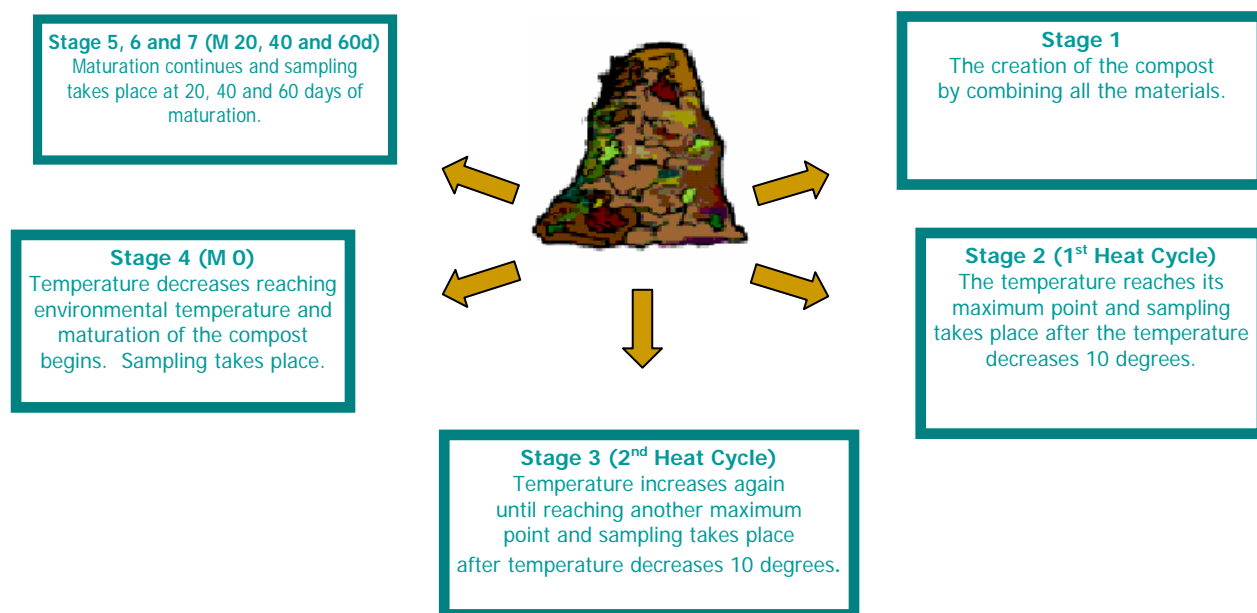 Stage 5, 6 and 7 (M 20, 40 and 60d)
Maturation continues and sampling
takes place at 20, 40 and 60 days of
maturation.
Stage 1
The creation of the compost
by combining all the materials.
Stage 4 (M 0)
Temperature decreases reaching
environmental temperature and
maturation of the compost
begins. Sampling takes place.
Stage 2 (1st Heat Cycle)
The temperature reaches its
maximum point and sampling
takes place after the temperature
decreases 10 degrees.
Stage 3 (2nd Heat Cycle)
Temperature increases again
until reaching another maximum
point and sampling takes place
after temperature decreases 10 degrees.